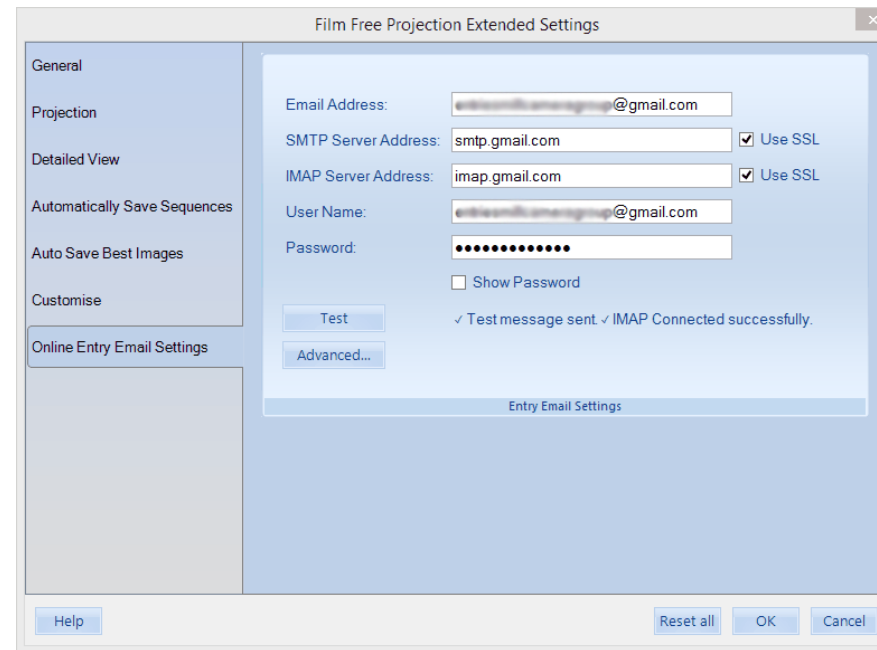 Film Free Projection Extended Settings
General
Projection
Detailed View
Automatically Save Sequences
Auto Save Best Images
Customise
Online Entry Email Settings
Email Address: @gmail.com
SMTP Server Address: smtp.gmail.com Use SSL
IMAP Server Address: imap.gmail.com Use SSL
User Name: @gmail.com
Password: •••••••••••••
Show Password
Test ✓ Test message sent. ✓ IMAP Connected successfully.
Advanced...
Entry Email Settings
Help Reset all OK Cancel